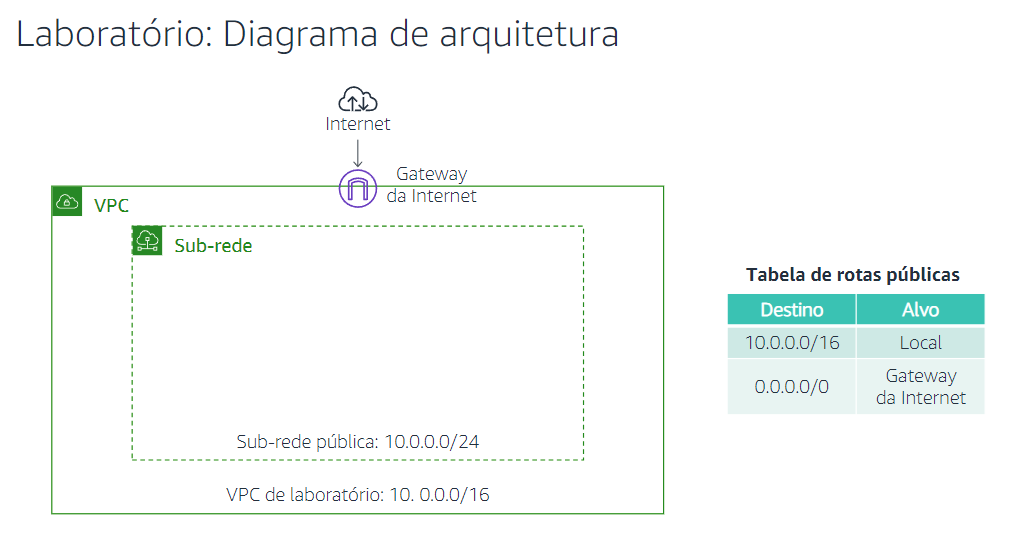 Laboratório: Diagrama de arquitetura
Internet
Gateway
da Internet
VPC
Sub-rede
Sub-rede pública: 10.0.0.0/24
VPC de laboratório: 10. 0.0.0/16
Tabela de rotas públicas
Destino Alvo
10.0.0.0/16 Local
0.0.0.0/0 Gateway
da Internet